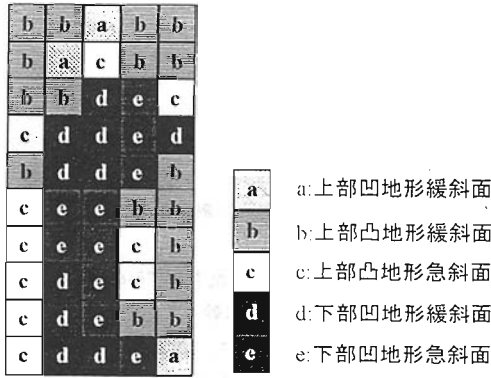 b b a b b
b a c b b
b b d e c
c d d e d
b d d e b
c e e b b
c e e c b
c d e c b
c d e b b
c d d e a
a a:上部凹地形緩斜面
b b:上部凸地形緩斜面
c c:上部凸地形急斜面
d d:下部凹地形緩斜面
e e:下部凹地形急斜面